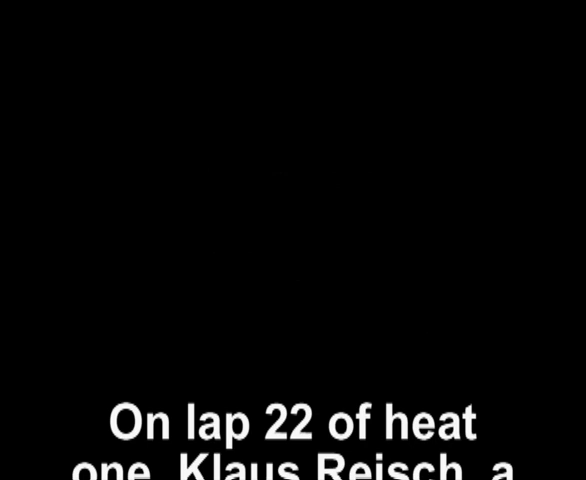 On lap 22 of heat
one, Klaus Reisch, a